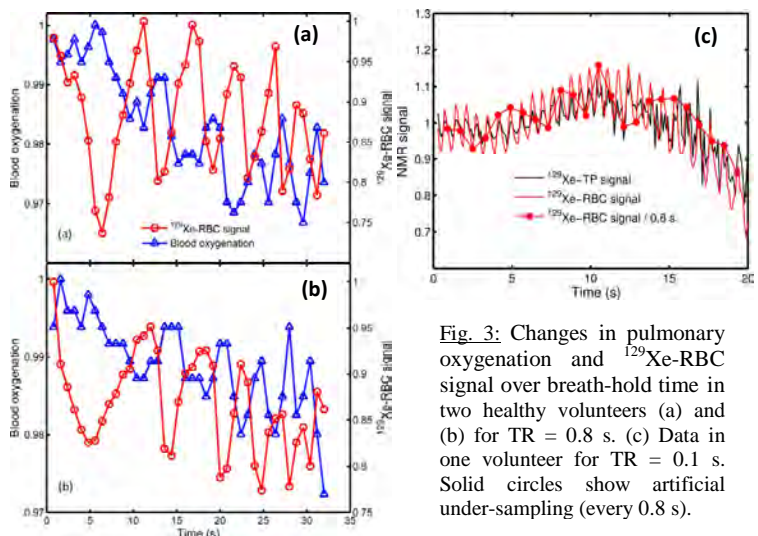 (a)
1
0.99
0.98
0.97
Blood oxygenation
1
0.95
0.9
0.85
0.8
0.75
¹²⁹Xe-RBC signal
(a)
¹²⁹Xe-RBC signal
Blood oxygenation
(b)
1
0.99
0.98
0.97
Blood oxygenation
1
0.95
0.9
0.85
0.8
0.75
¹²⁹Xe-RBC signal
(b)
0 5 10 15 20 25 30 35
Time (s)
(c)
1.3
1.2
1.1
1
0.9
0.8
0.7
NMR signal
¹²⁹Xe-TP signal
¹²⁹Xe-RBC signal
¹²⁹Xe-RBC signal / 0.8 s
0 5 10 15 20
Time (s)
Fig. 3: Changes in pulmonary
oxygenation and ¹²⁹Xe-RBC
signal over breath-hold time in
two healthy volunteers (a) and
(b) for TR = 0.8 s. (c) Data in
one volunteer for TR = 0.1 s.
Solid circles show artificial
under-sampling (every 0.8 s).